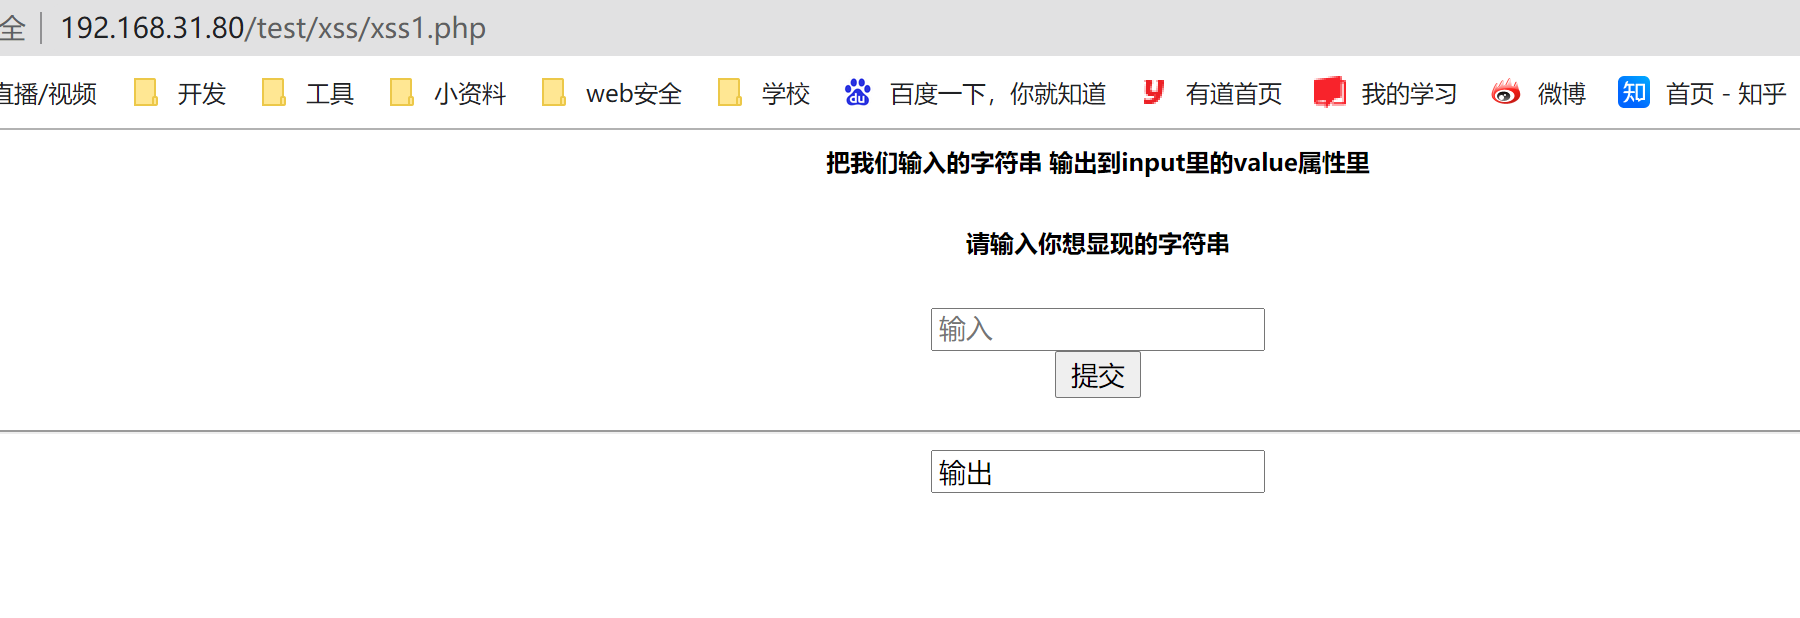 全 | 192.168.31.80/test/xss/xss1.php
直播/视频 开发 工具 小资料 web安全 学校 百度一下，你就知道 有道首页 我的学习 微博 首页 - 知乎
把我们输入的字符串 输出到input里的value属性里
请输入你想显现的字符串
输入
提交
输出